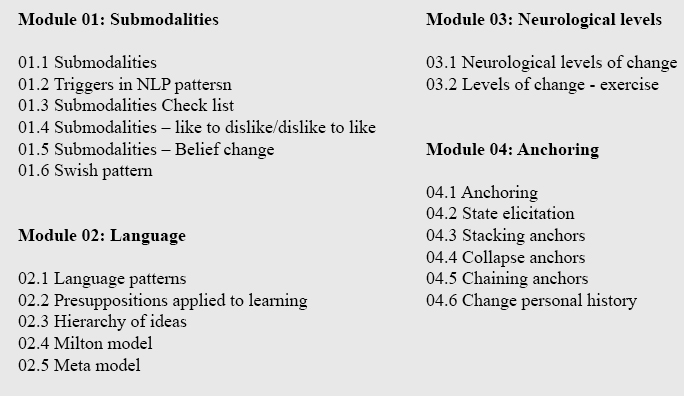 Module 01: Submodalities
01.1 Submodalities
01.2 Triggers in NLP pattersn
01.3 Submodalities Check list
01.4 Submodalities – like to dislike/dislike to like
01.5 Submodalities – Belief change
01.6 Swish pattern
Module 02: Language
02.1 Language patterns
02.2 Presuppositions applied to learning
02.3 Hierarchy of ideas
02.4 Milton model
02.5 Meta model
Module 03: Neurological levels
03.1 Neurological levels of change
03.2 Levels of change - exercise
Module 04: Anchoring
04.1 Anchoring
04.2 State elicitation
04.3 Stacking anchors
04.4 Collapse anchors
04.5 Chaining anchors
04.6 Change personal history